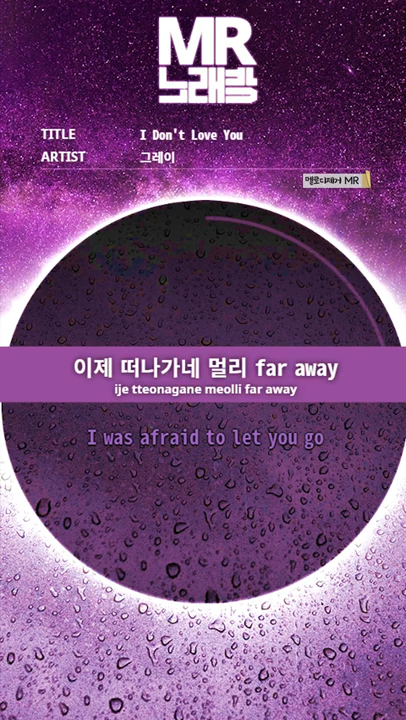 MR
노래방
TITLE I Don't Love You
ARTIST 그레이
멜로디제거 MR
이제 떠나가네 멀리 far away
ije tteonagane meolli far away
I was afraid to let you go